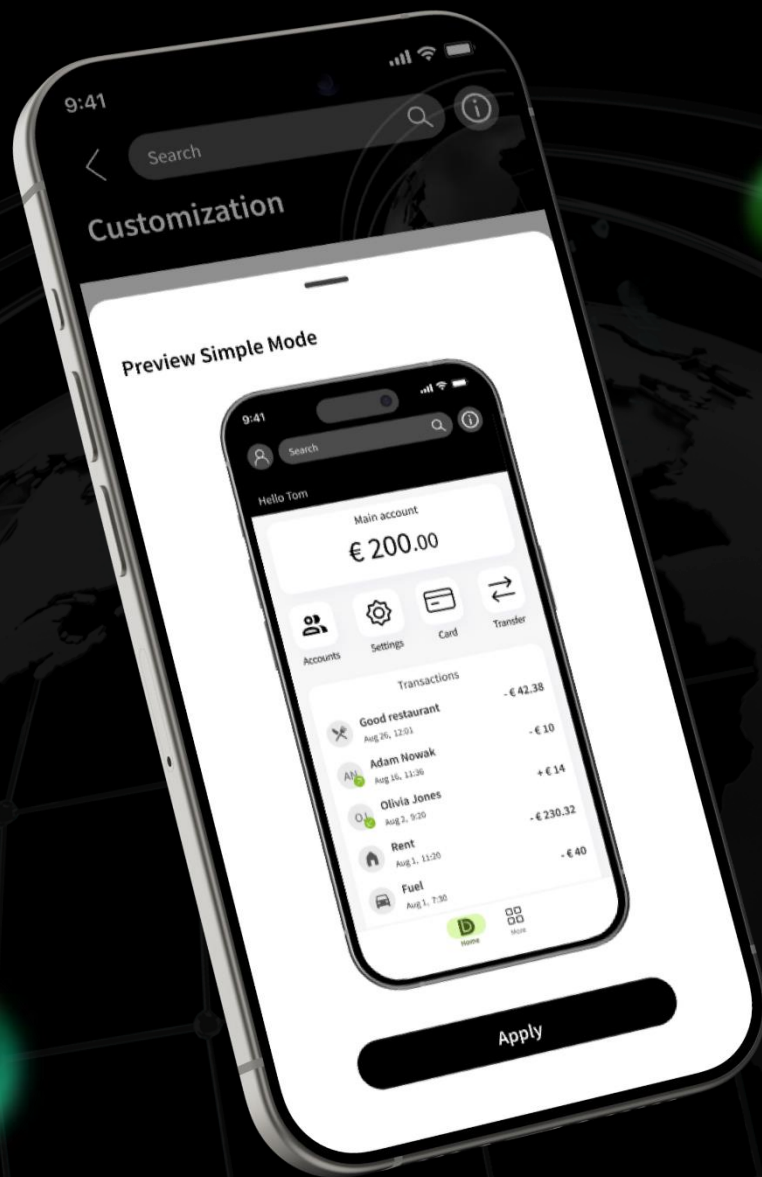 9:41
Search
Customization
Preview Simple Mode
9:41
Search
Hello Tom
Main account
€ 200.00
Accounts Settings Card Transfer
Transactions
Good restaurant - € 42.38
Aug 26, 12:01
AN Adam Nowak - € 10
Aug 16, 11:36
OJ Olivia Jones + € 14
Aug 2, 9:20
Rent - € 230.32
Aug 1, 11:20
Fuel - € 40
Aug 1, 7:30
Home More
Apply